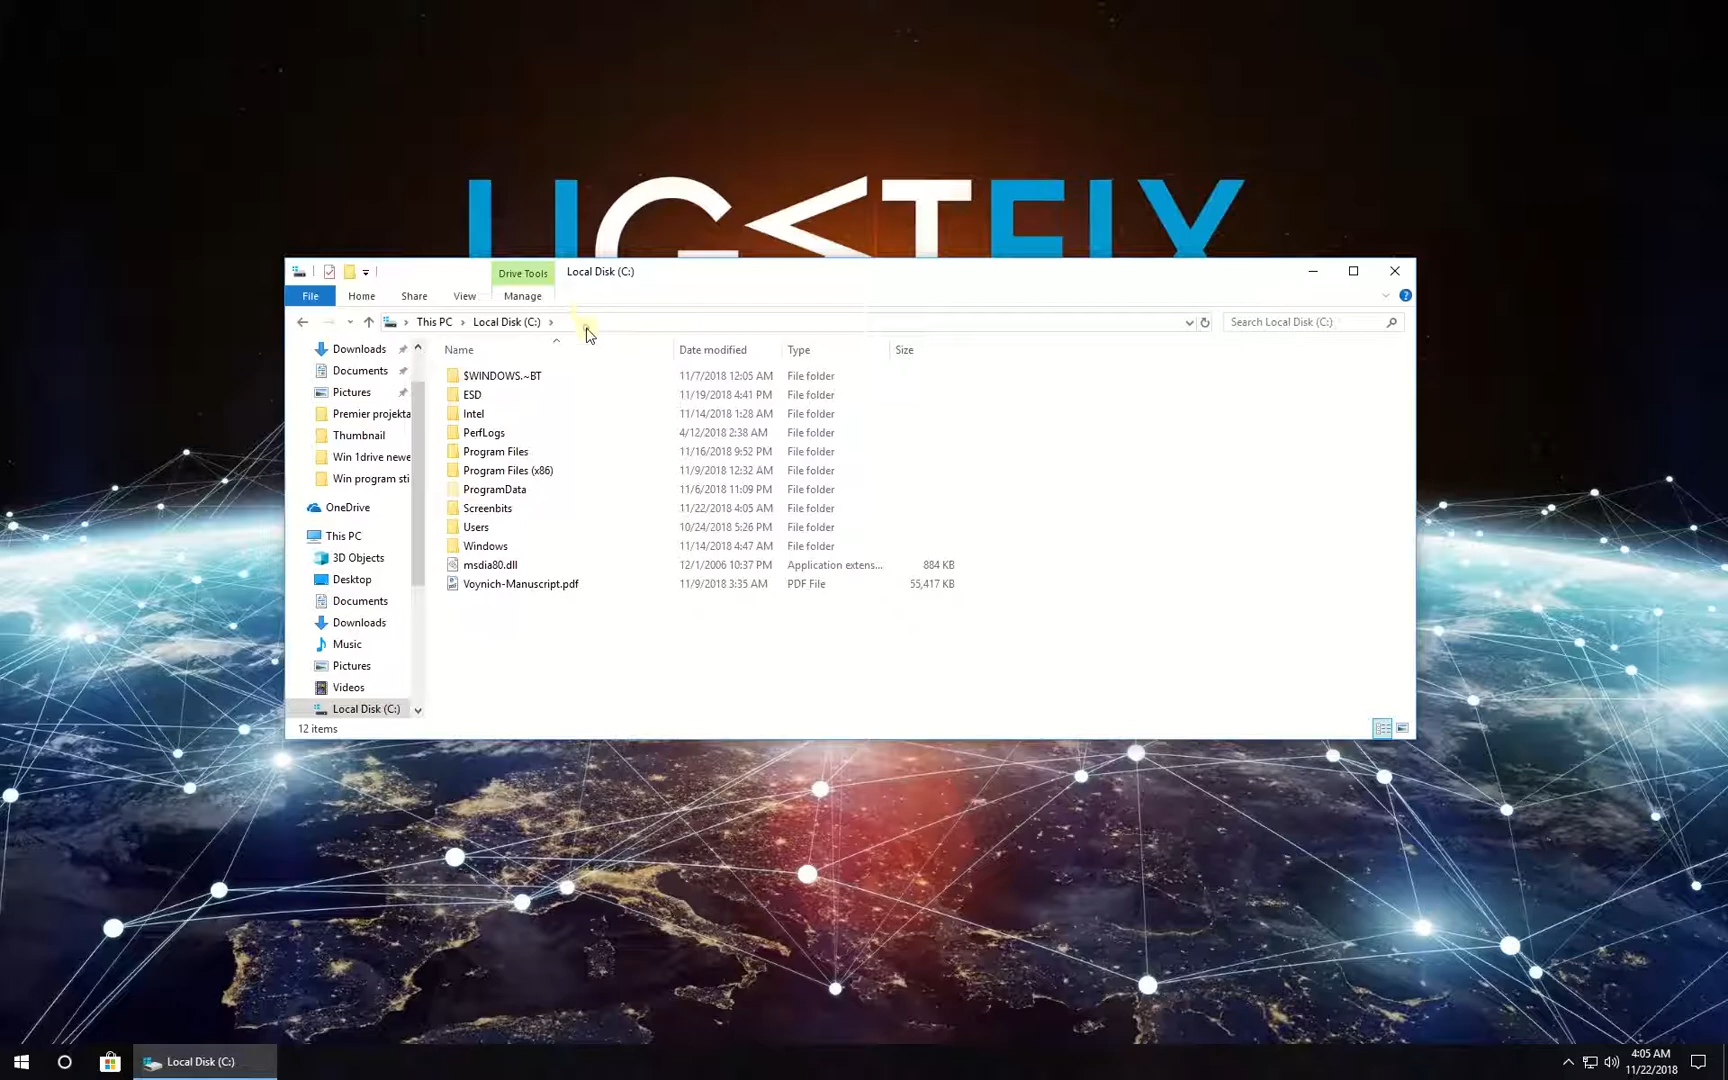 UG<TFIX
Drive Tools
Local Disk (C:)
File
Home
Share
View
Manage
This PC
Local Disk (C:)
Search Local Disk (C:)
Downloads
Documents
Pictures
Premier projekta
Thumbnail
Win 1drive newe
Win program sti
OneDrive
This PC
3D Objects
Desktop
Documents
Downloads
Music
Pictures
Videos
Local Disk (C:)
Name Date modified Type Size
$WINDOWS.~BT 11/7/2018 12:05 AM File folder
ESD 11/19/2018 4:41 PM File folder
Intel 11/14/2018 1:28 AM File folder
PerfLogs 4/12/2018 2:38 AM File folder
Program Files 11/16/2018 9:52 PM File folder
Program Files (x86) 11/9/2018 12:32 AM File folder
ProgramData 11/6/2018 11:09 PM File folder
Screenbits 11/22/2018 4:05 AM File folder
Users 10/24/2018 5:26 PM File folder
Windows 11/14/2018 4:47 AM File folder
msdia80.dll 12/1/2006 10:37 PM Application extens... 884 KB
Voynich-Manuscript.pdf 11/9/2018 3:35 AM PDF File 55,417 KB
12 items
Local Disk (C:)
4:05 AM
11/22/2018